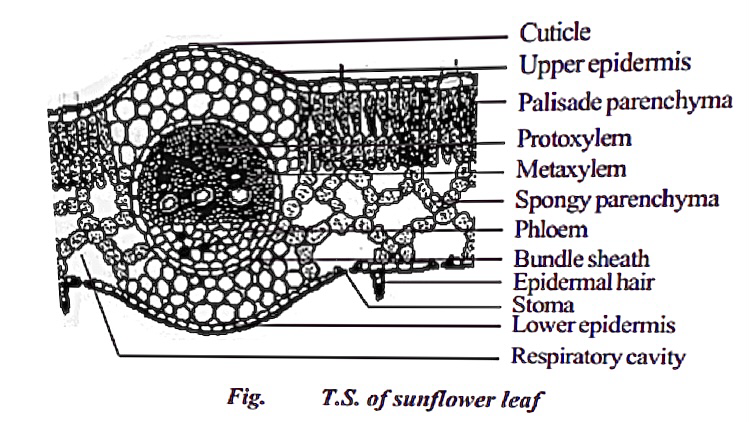 Cuticle
Upper epidermis
Palisade parenchyma
Protoxylem
Metaxylem
Spongy parenchyma
Phloem
Bundle sheath
Epidermal hair
Stoma
Lower epidermis
Respiratory cavity
Fig. T.S. of sunflower leaf